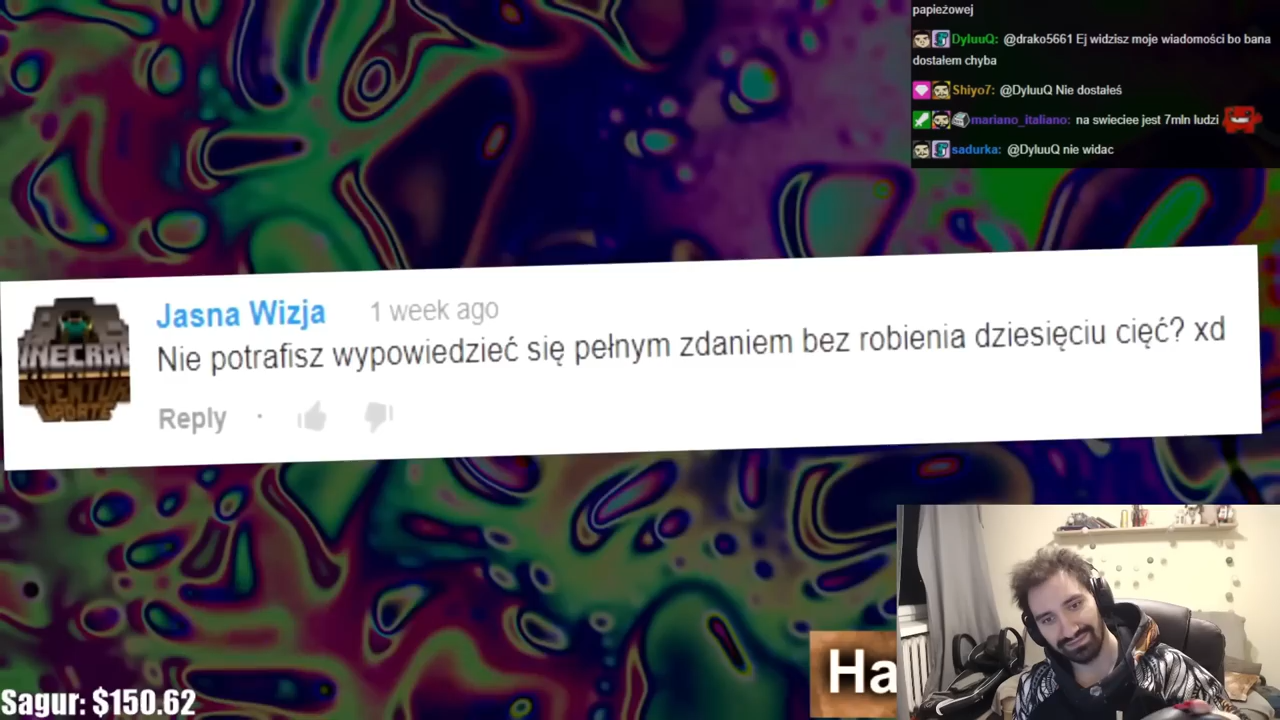 papieżowej
DyluuQ: @drako5661 Ej widzisz moje wiadomości bo bana
dostałem chyba
Shiyo7: @DyluuQ Nie dostałeś
mariano_italiano: na swieciee jest 7mln ludzi
sadurka: @DyluuQ nie widac
Jasna Wizja 1 week ago
Nie potrafisz wypowiedzieć się pełnym zdaniem bez robienia dziesięciu cięć? xd
Reply ·
Ha
Sagur: $150.62